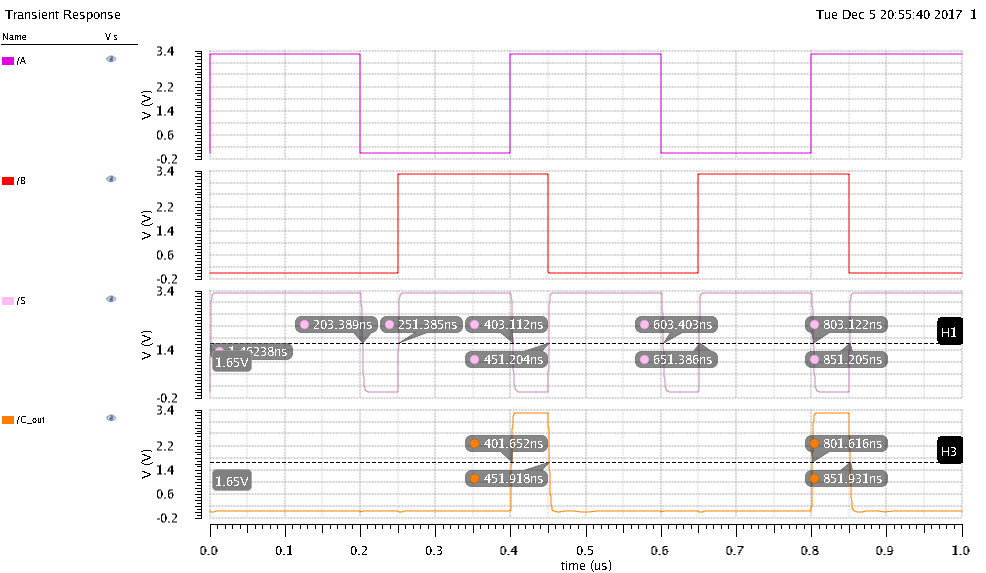 Transient Response
Tue Dec 5 20:55:40 2017 1
Name Vis
/A
3.4
2.2
1.4
0.6
-0.2
V (V)
/B
3.4
2.2
1.4
0.6
-0.2
V (V)
/S
3.4
1.4
-0.2
V (V)
203.389ns 251.385ns 403.112ns 603.403ns 803.122ns
H1
1.46238ns
451.204ns 651.386ns 851.205ns
1.65V
/C_out
3.4
2.2
1.4
0.6
-0.2
V (V)
401.652ns 801.616ns
H3
451.918ns 851.931ns
1.65V
0.0 0.1 0.2 0.3 0.4 0.5 0.6 0.7 0.8 0.9 1.0
time (us)